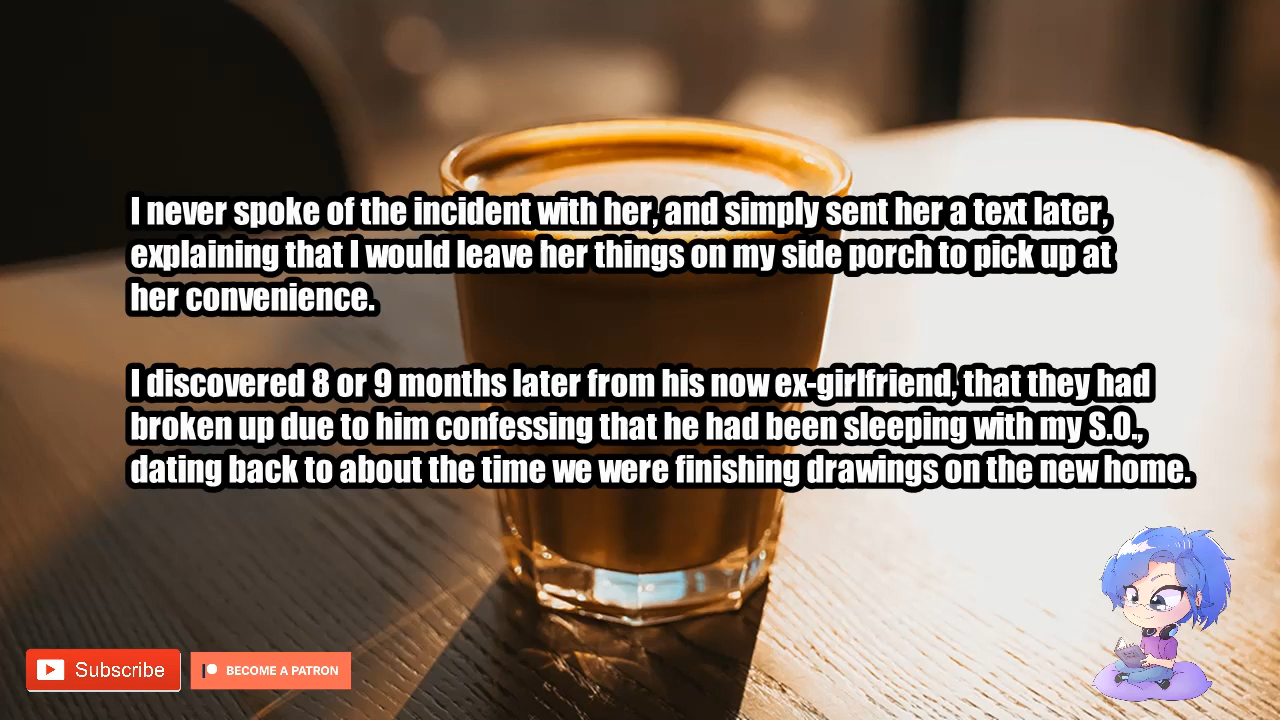 I never spoke of the incident with her, and simply sent her a text later,
explaining that I would leave her things on my side porch to pick up at
her convenience.
I discovered 8 or 9 months later from his now ex-girlfriend, that they had
broken up due to him confessing that he had been sleeping with my S.O.,
dating back to about the time we were finishing drawings on the new home.
Subscribe
BECOME A PATRON